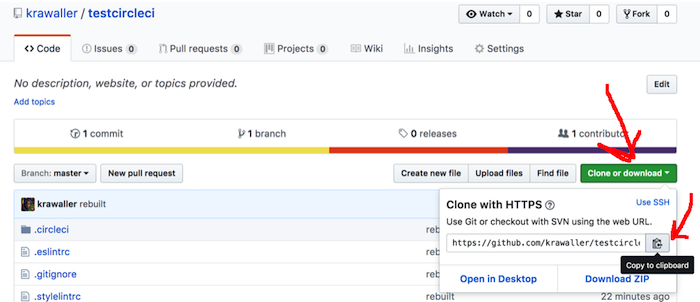 krawaller / testcircleci
Watch 0
Star 0
Fork 0
Code
Issues 0
Pull requests 0
Projects 0
Wiki
Insights
Settings
No description, website, or topics provided.
Edit
Add topics
1 commit
1 branch
0 releases
1 contributor
Branch: master
New pull request
Create new file
Upload files
Find file
Clone or download
krawaller rebuilt
Clone with HTTPS
Use SSH
Use Git or checkout with SVN using the web URL.
https://github.com/krawaller/testcircle
Copy to clipboard
Open in Desktop
Download ZIP
.circleci
reb
.eslintrc
reb
.gitignore
reb
.stylelintrc
rebuilt
22 minutes ago